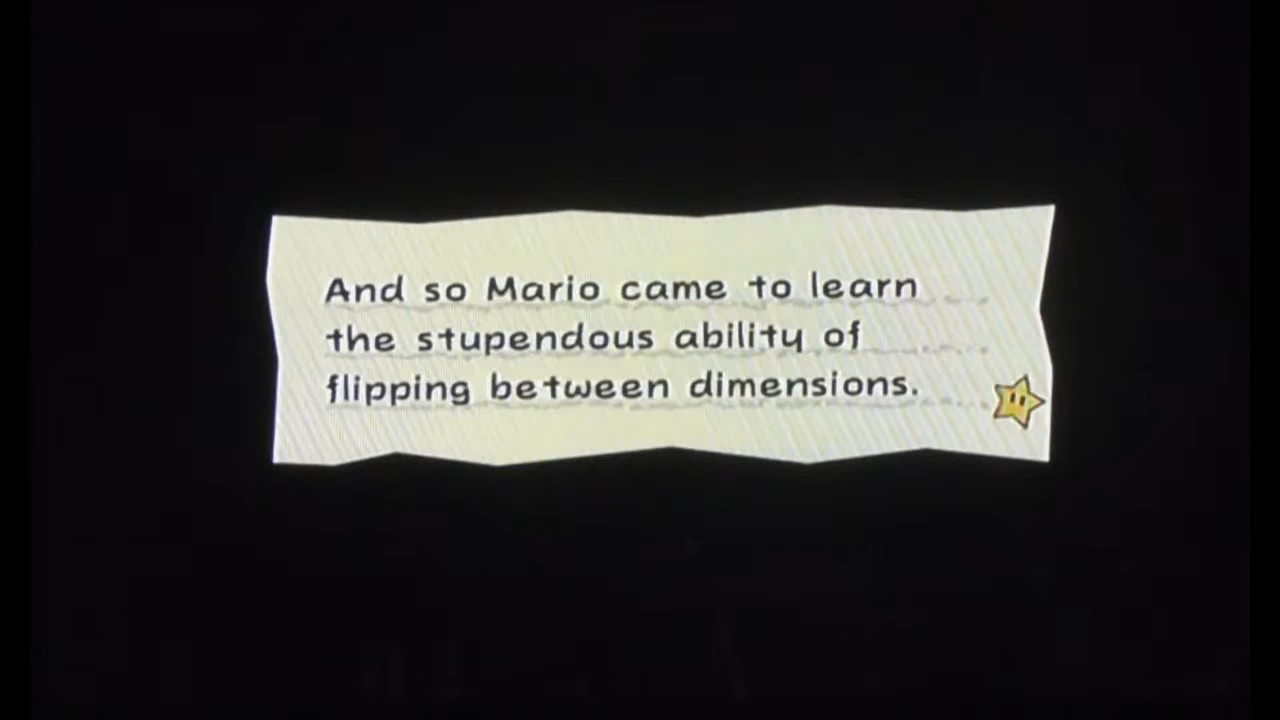 And so Mario came to learn
the stupendous ability of
flipping between dimensions.